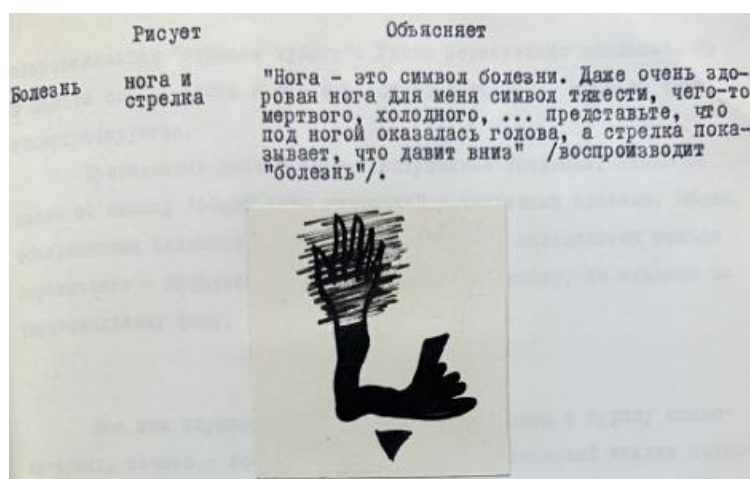 Рисует Объясняет
Болезнь нога и стрелка "Нога - это символ болезни. Даже очень здо-
ровая нога для меня символ тяжести, чего-то
мертвого, холодного, ... представьте, что
под ногой оказалась голова, а стрелка пока-
зывает, что давит вниз" /воспроизводит
"болезнь"/.